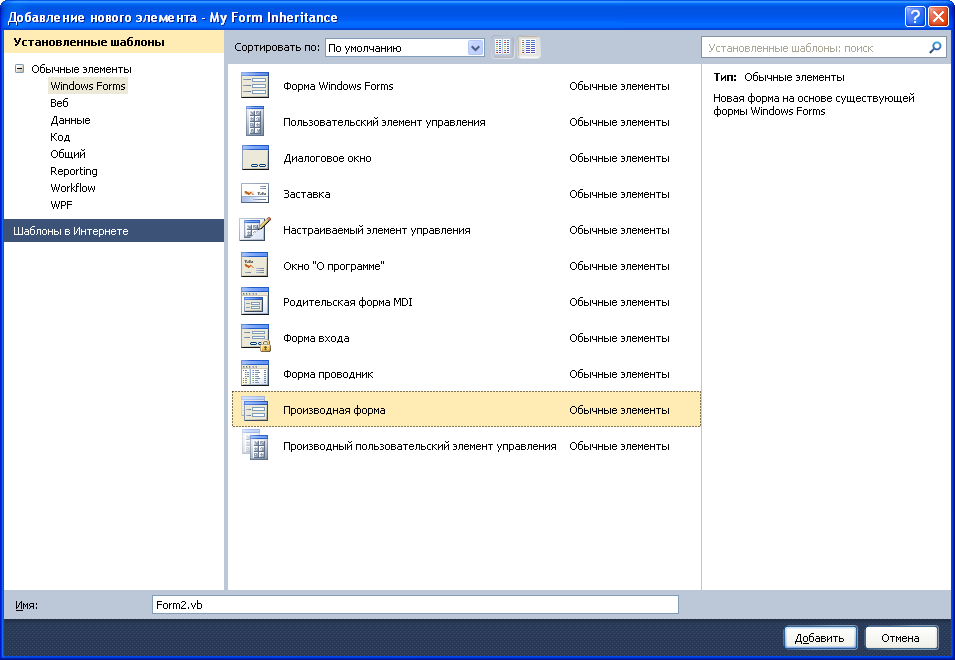 Добавление нового элемента - My Form Inheritance
Установленные шаблоны
Обычные элементы
Windows Forms
Веб
Данные
Код
Общий
Reporting
Workflow
WPF
Шаблоны в Интернете
Сортировать по: По умолчанию
Форма Windows Forms Обычные элементы
Пользовательский элемент управления Обычные элементы
Диалоговое окно Обычные элементы
Заставка Обычные элементы
Настраиваемый элемент управления Обычные элементы
Окно "О программе" Обычные элементы
Родительская форма MDI Обычные элементы
Форма входа Обычные элементы
Форма проводник Обычные элементы
Производная форма Обычные элементы
Производный пользовательский элемент управления Обычные элементы
Установленные шаблоны: поиск
Тип: Обычные элементы
Новая форма на основе существующей
формы Windows Forms
Имя: Form2.vb
Добавить Отмена